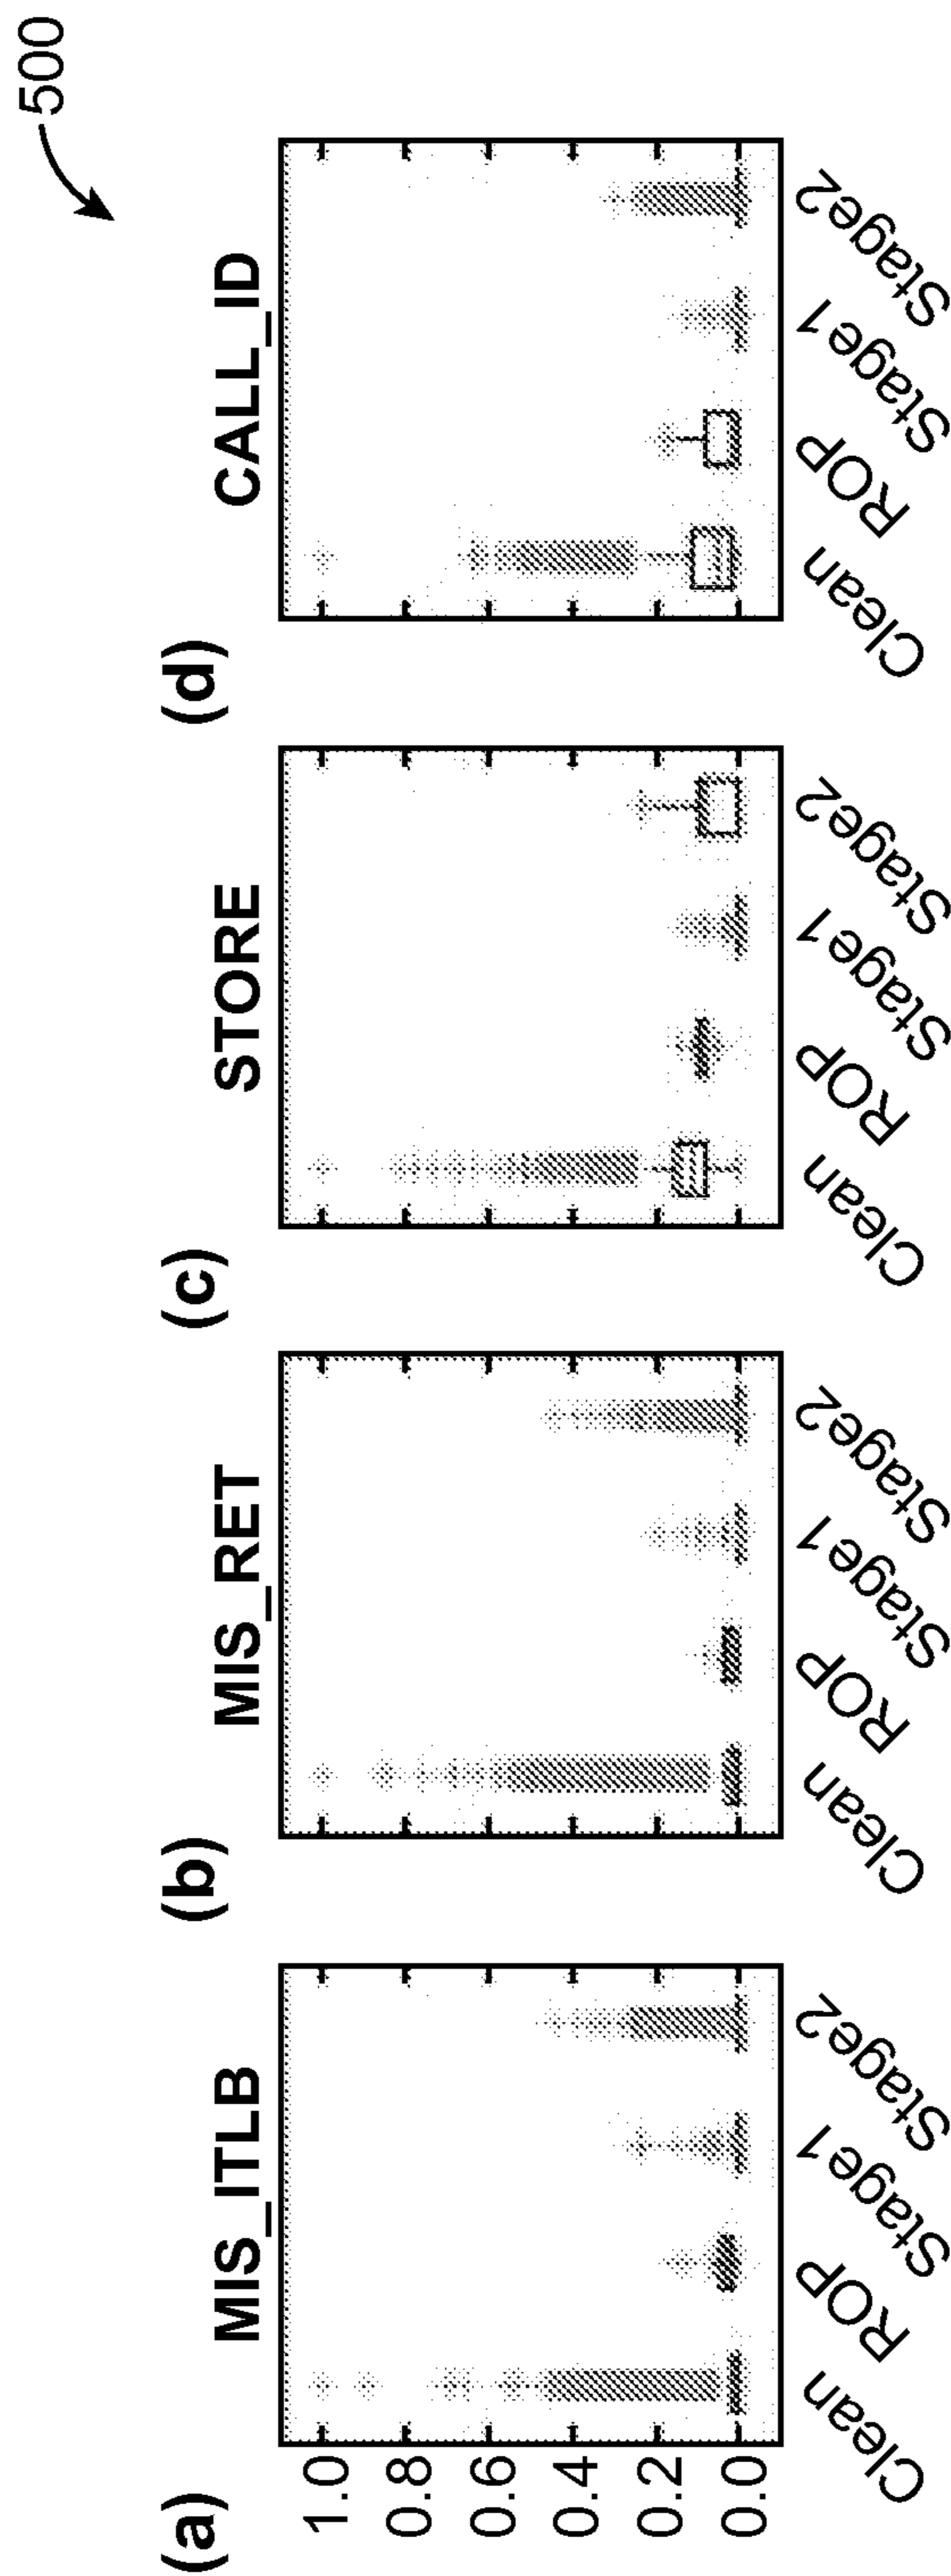 500
(a)
MIS_ITLB
1.0
0.8
0.6
0.4
0.2
0.0
Clean
ROP
Stage1
Stage2
(b)
MIS_RET
Clean
ROP
Stage1
Stage2
(c)
STORE
Clean
ROP
Stage1
Stage2
(d)
CALL_ID
Clean
ROP
Stage1
Stage2